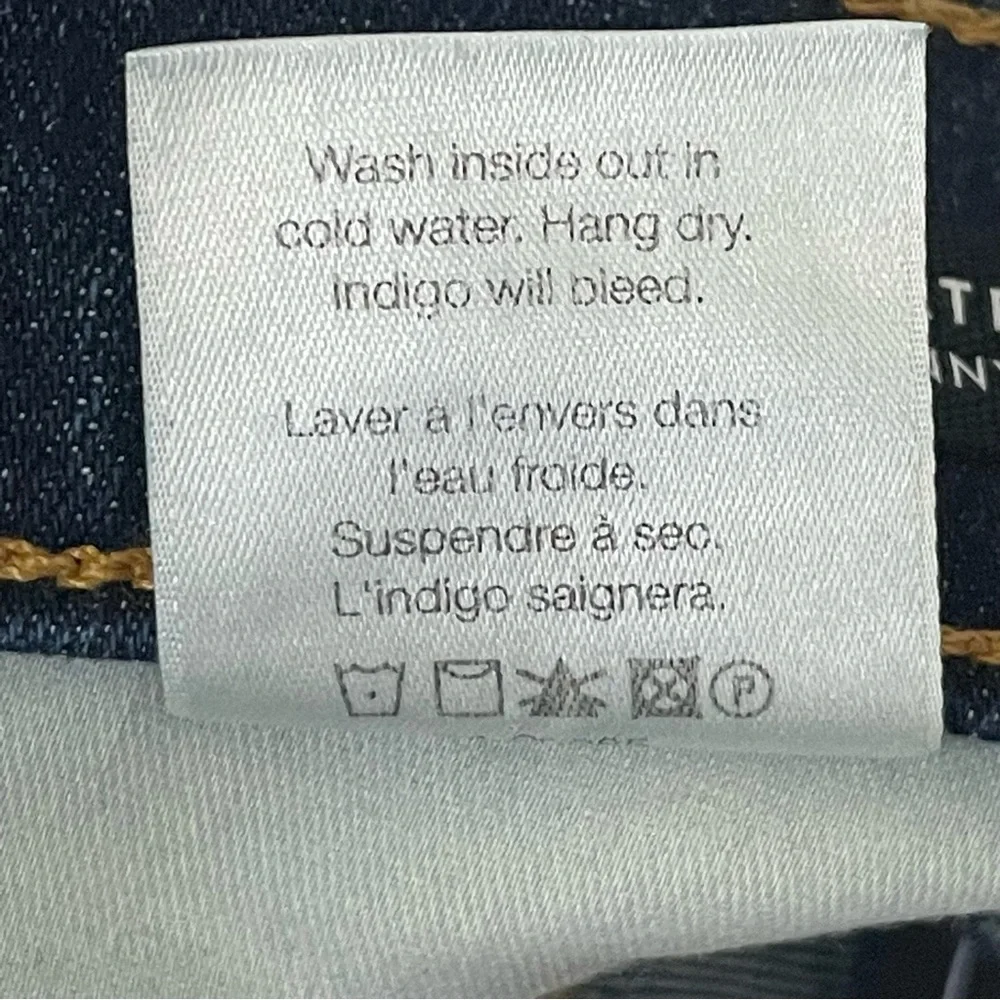 Wash inside out in
cold water. Hang dry.
Indigo will bleed.
Laver à l'envers dans
l'eau froide.
Suspendre à sec.
L'indigo saignera.
P